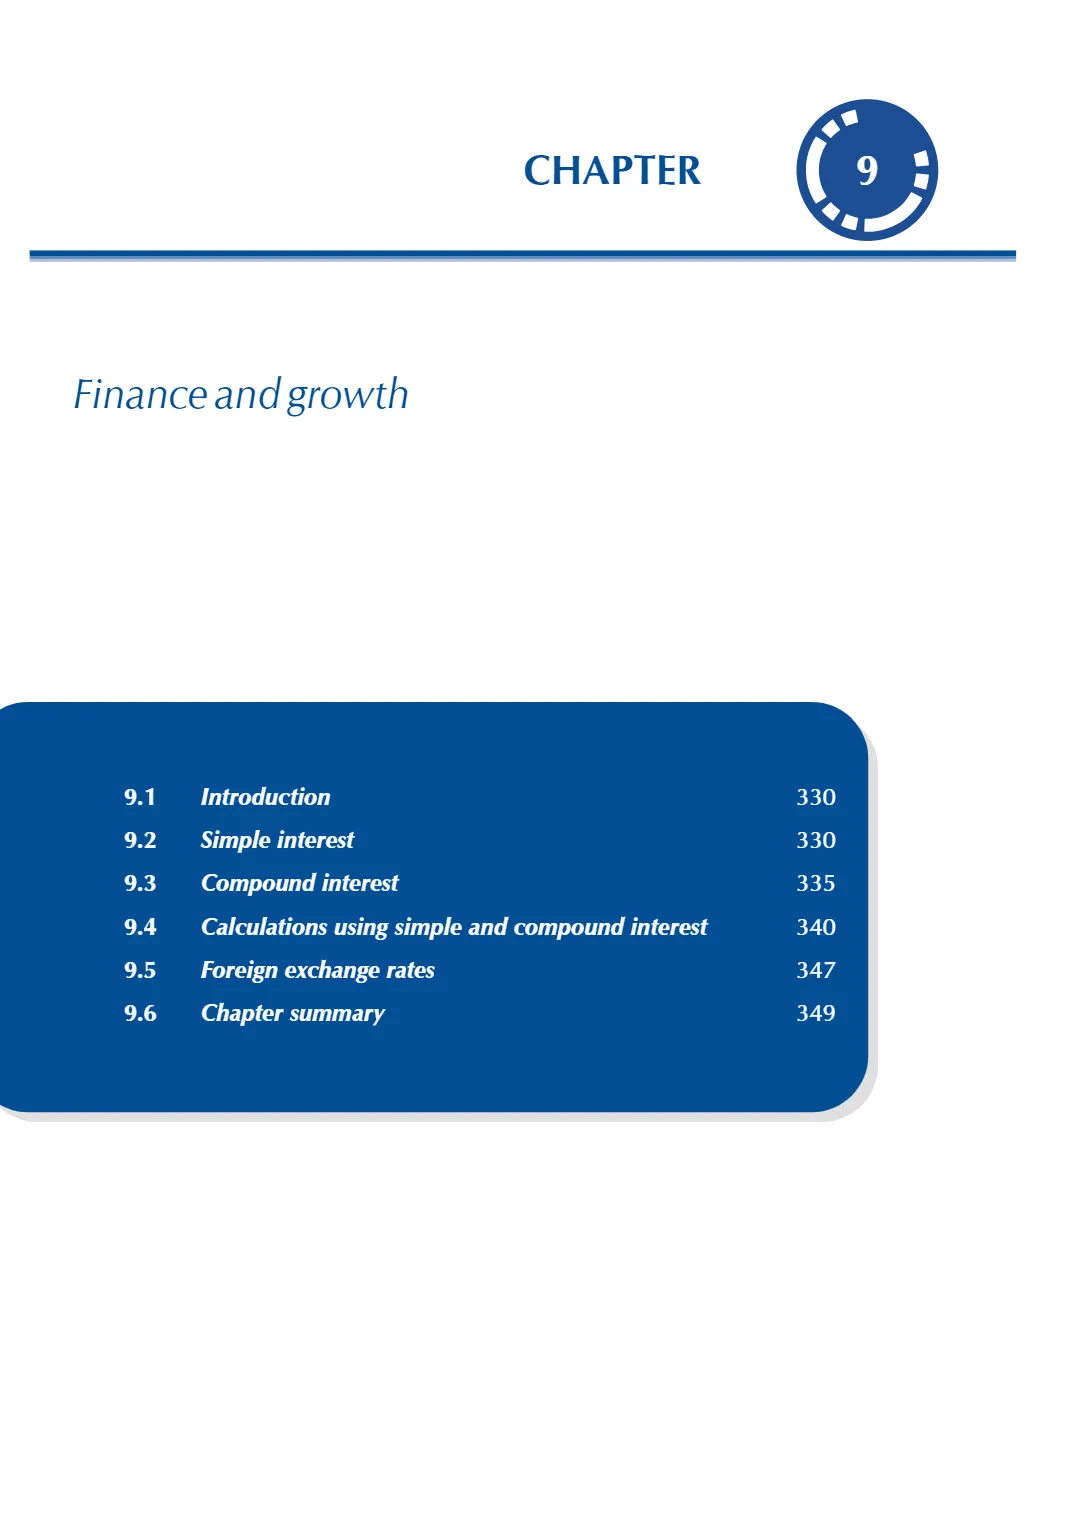 CHAPTER 9
Finance and growth
9.1 Introduction 330
9.2 Simple interest 330
9.3 Compound interest 335
9.4 Calculations using simple and compound interest 340
9.5 Foreign exchange rates 347
9.6 Chapter summary 349